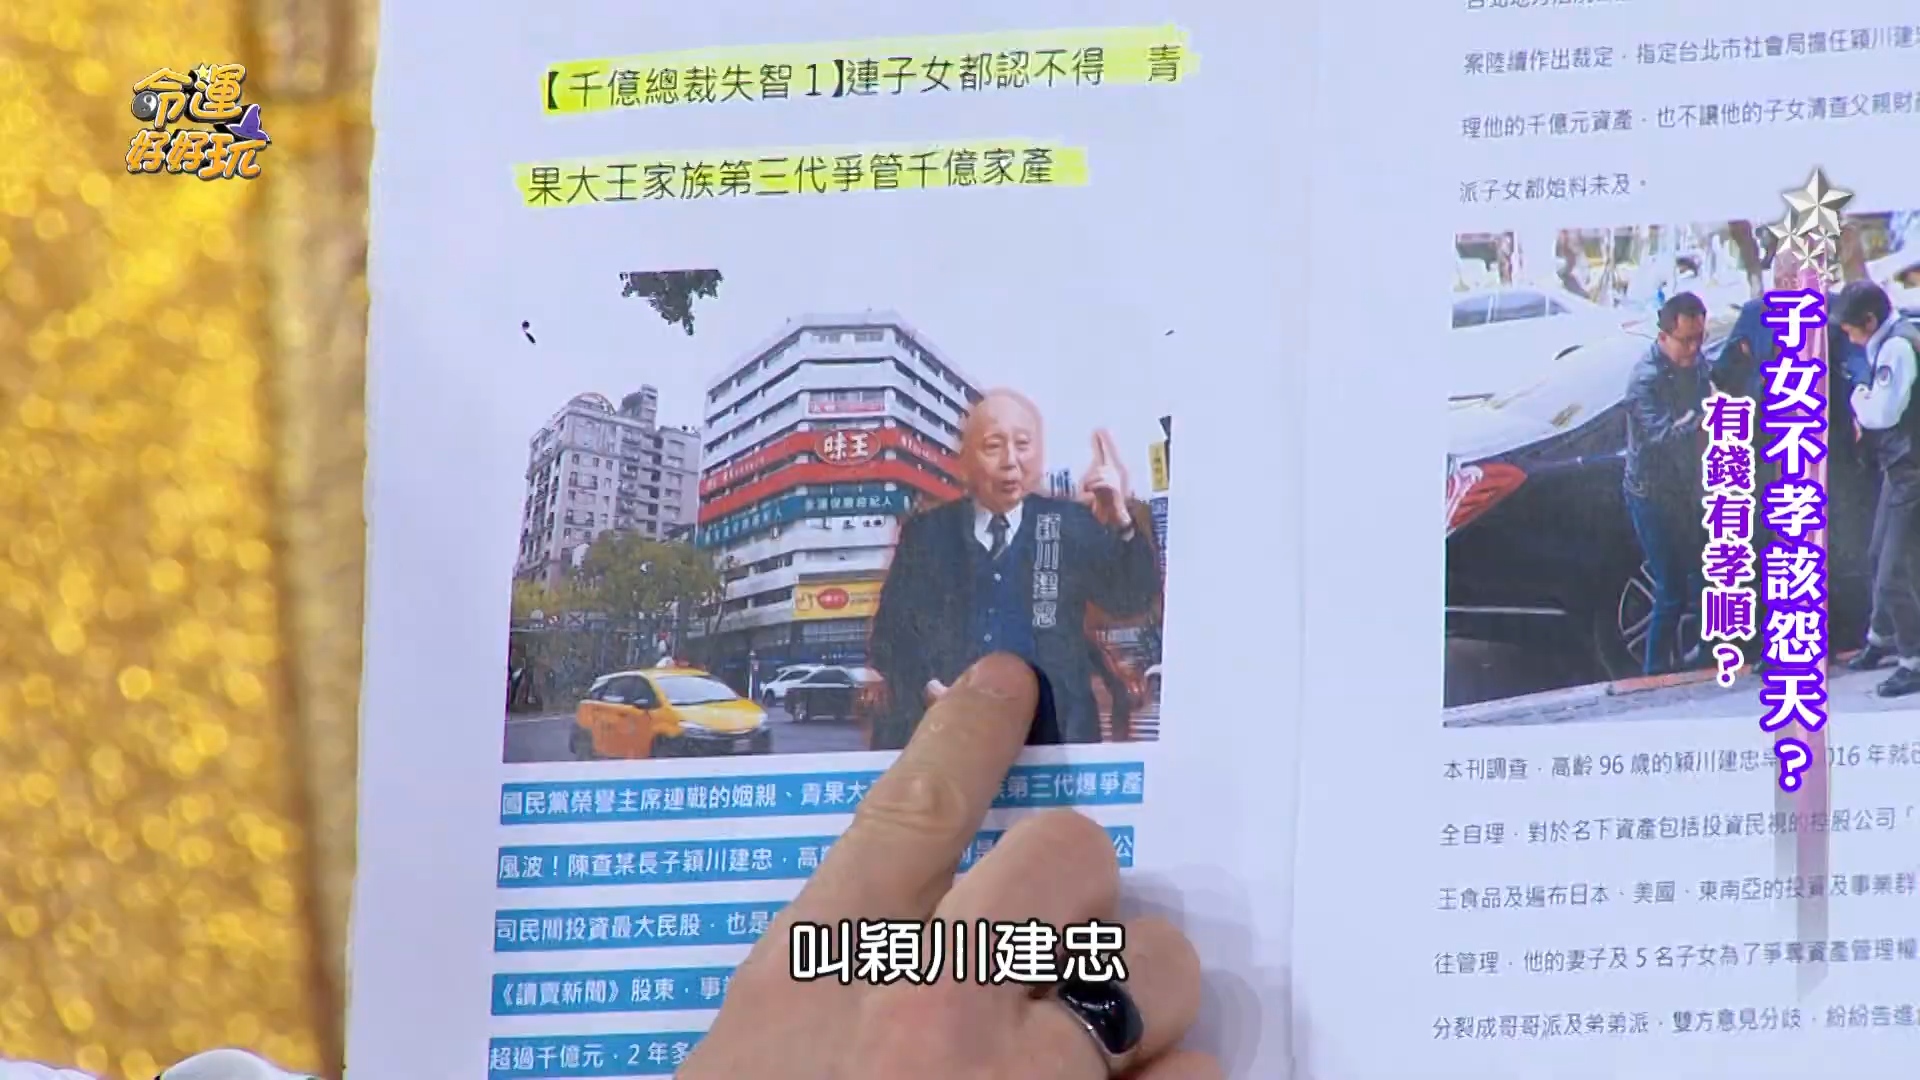 命運
好好玩
【千億總裁失智1】連子女都認不得 青
果大王家族第三代爭管千億家產
味王
永達保險經紀人
穎川建忠
國民黨榮譽主席連戰的姻親、青果大
第三代爆爭產
風波！陳查某長子穎川建忠，高
公
司民間投資最大民股，也是
《讀賣新聞》股東，事
超過千億元，2年多
案陸續作出裁定，指定台北市社會局擔任穎川建
理他的千億元資產，也不讓他的子女清查父親財
派子女都始料未及。
本刊調查，高齡96歲的穎川建忠
016年就已
全自理，對於名下資產包括投資民視的控股公司「
王食品及遍布日本、美國、東南亞的投資及事業群
往管理，他的妻子及5名子女為了爭奪資產管理權
分裂成哥哥派及弟弟派，雙方意見分歧，紛紛告進
子女不孝該怨天？
有錢有孝順？
叫穎川建忠